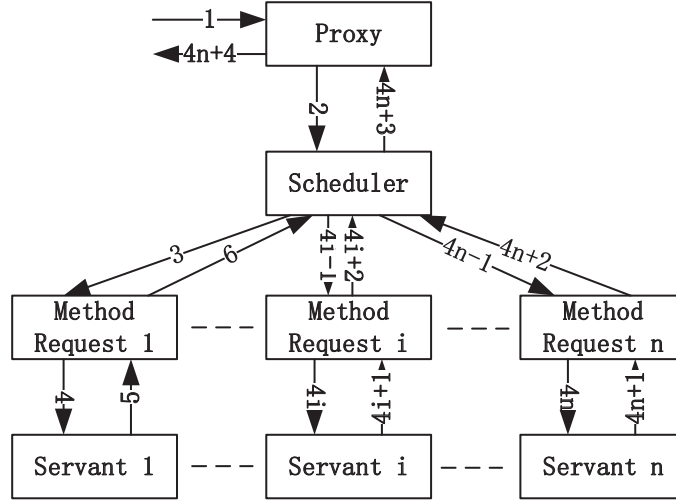 1
Proxy
4n+4
2
4n+3
Scheduler
3
6
4i-1
4i+2
4n-1
4n+2
Method
Request 1
Method
Request i
Method
Request n
4
5
4i
4i+1
4n
4n+1
Servant 1
Servant i
Servant n